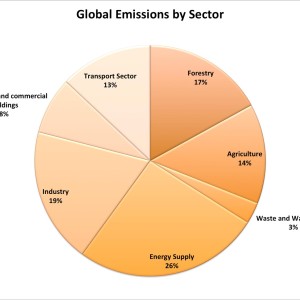 Global Emissions by Sector
Transport Sector
13%
Forestry
17%
and commercial
ldings
8%
Agriculture
14%
Industry
19%
Waste and Wa
3%
Energy Supply
26%